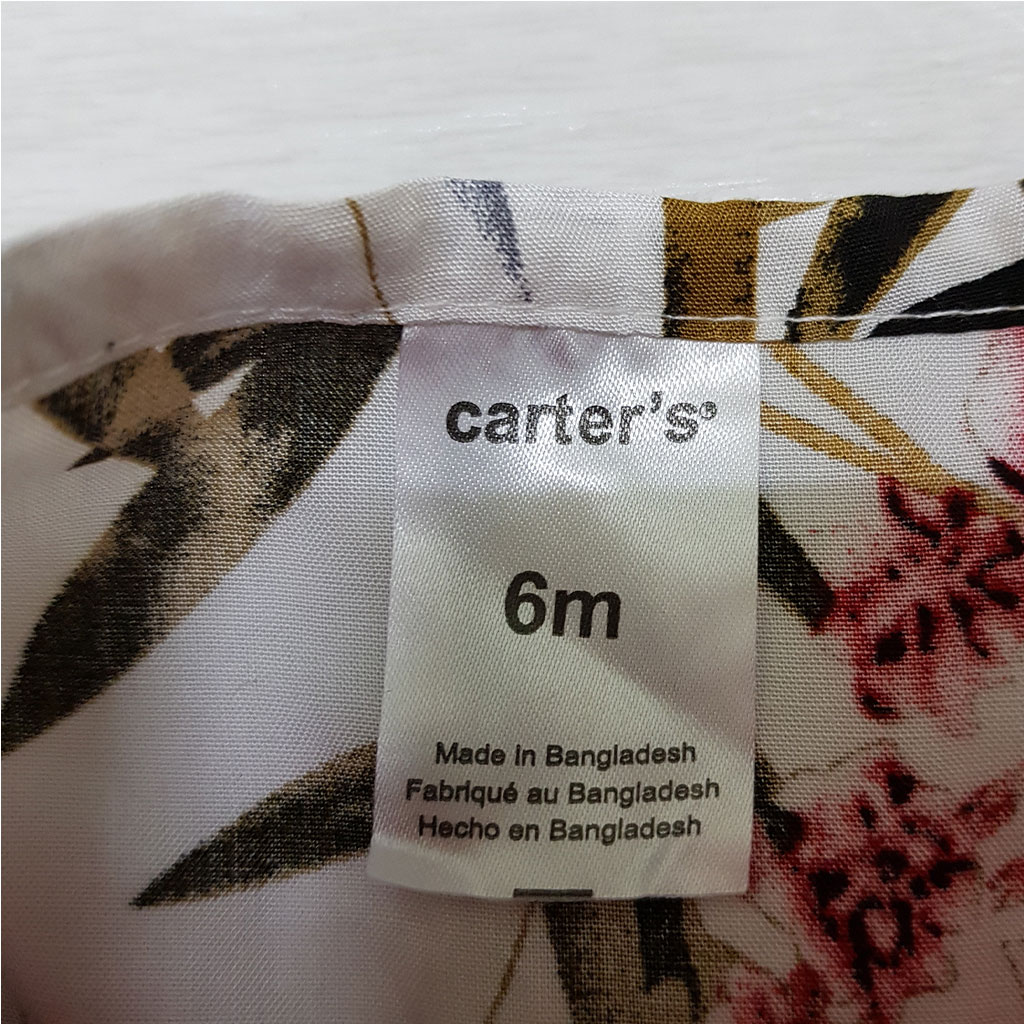 carter's®
6m
Made in Bangladesh
Fabriqué au Bangladesh
Hecho en Bangladesh